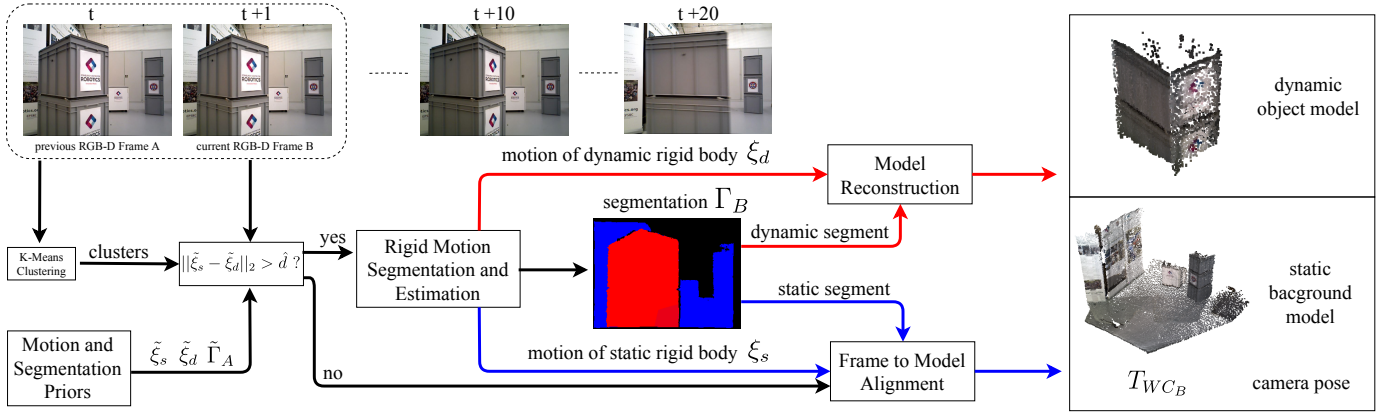 t
t +1
t +10
t +20
ROBOTICS
ROBOTICS
ROBOTICS
previous RGB-D Frame A
current RGB-D Frame B
dynamic
object model
motion of dynamic rigid body ξ_d
Model
Reconstruction
segmentation Γ_B
dynamic segment
K-Means
Clustering
clusters
||ξ̃_s − ξ̃_d||_2 > d̂ ?
yes
Rigid Motion
Segmentation and
Estimation
static segment
static
bacground
model
Motion and
Segmentation
Priors
ξ̃_s ξ̃_d Γ̃_A
no
motion of static rigid body ξ_s
Frame to Model
Alignment
T_{WC_B}
camera pose